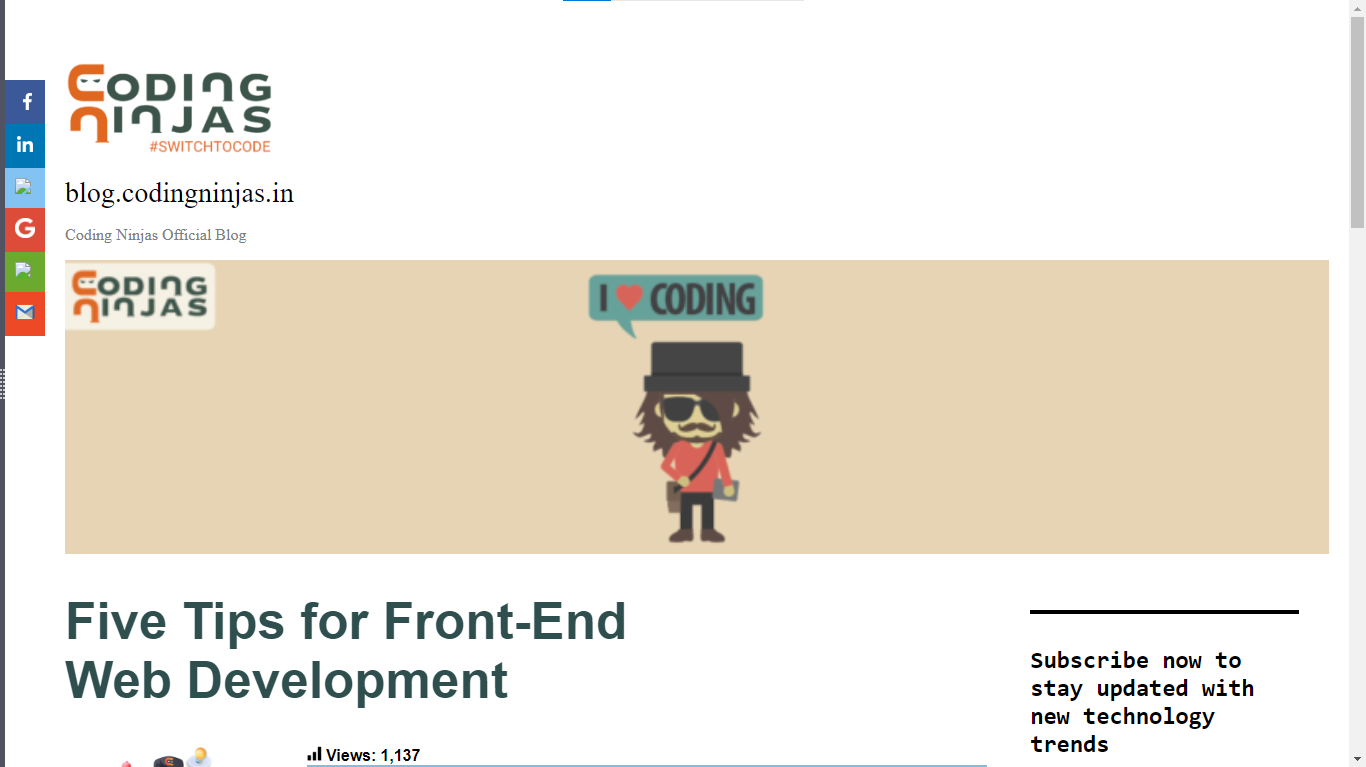 CODING
NINJAS
#SWITCHTOCODE
blog.codingninjas.in
Coding Ninjas Official Blog
f
in
G
CODING
NINJAS
I ♥ CODING
Five Tips for Front-End
Web Development
Views: 1,137
Subscribe now to
stay updated with
new technology
trends